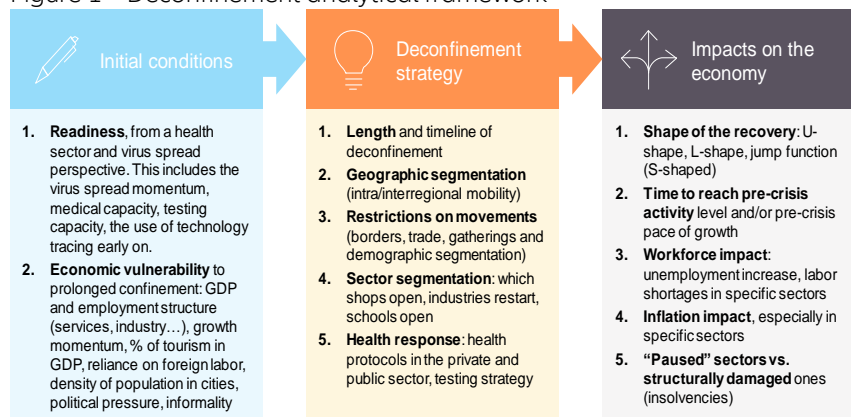 Figure 1 – Deconfinement analytical framework
Initial conditions
1. Readiness, from a health
sector and virus spread
perspective. This includes the
virus spread momentum,
medical capacity, testing
capacity, the use of technology
tracing early on.
2. Economic vulnerability to
prolonged confinement: GDP
and employment structure
(services, industry…), growth
momentum, % of tourism in
GDP, reliance on foreign labor,
density of population in cities,
political pressure, informality
Deconfinement
strategy
1. Length and timeline of
deconfinement
2. Geographic segmentation
(intra/interregional mobility)
3. Restrictions on movements
(borders, trade, gatherings and
demographic segmentation)
4. Sector segmentation: which
shops open, industries restart,
schools open
5. Health response: health
protocols in the private and
public sector, testing strategy
Impacts on the
economy
1. Shape of the recovery: U-
shape, L-shape, jump function
(S-shaped)
2. Time to reach pre-crisis
activity level and/or pre-crisis
pace of growth
3. Workforce impact:
unemployment increase, labor
shortages in specific sectors
4. Inflation impact, especially in
specific sectors
5. “Paused” sectors vs.
structurally damaged ones
(insolvencies)